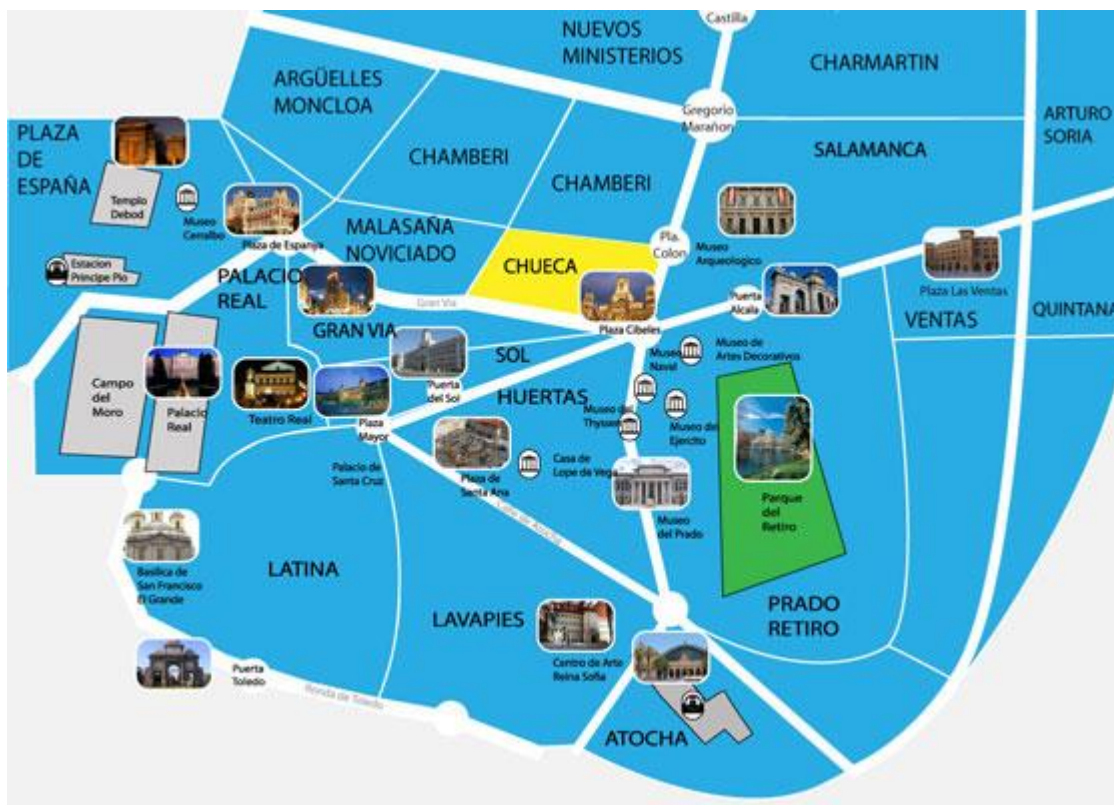 Castilla
NUEVOS
MINISTERIOS
CHARMARTIN
ARGÜELLES
MONCLOA
Gregorio
Marañon
ARTURO
SORIA
PLAZA
DE
ESPAÑA
CHAMBERI
CHAMBERI
SALAMANCA
Templo
Debod
Museo
Cerralbo
Plaza de Espanya
MALASAÑA
NOVICIADO
Pla.
Colon
Museo
Arqueologico
Estacion
Principe Pio
PALACIO
REAL
CHUECA
Gran Via
Plaza Cibeles
Puerta
Alcala
Plaza Las Ventas
QUINTANA
VENTAS
GRAN VIA
SOL
Museo
Naval
Museo de
Artes Decorativos
Campo
del
Moro
Palacio
Real
Teatro Real
Puerta
del Sol
HUERTAS
Plaza
Mayor
Museo del
Thyssen
Museo de
Ejercito
Palacio de
Santa Cruz
Plaza de
Santa Ana
Casa de
Lope de Vega
Calle de Atocha
Museo
del Prado
Parque
del
Retiro
Basilica de
San Francisco
El Grande
LATINA
LAVAPIES
PRADO
RETIRO
Centro de Arte
Reina Sofia
Puerta
Toledo
Ronda de Toledo
ATOCHA